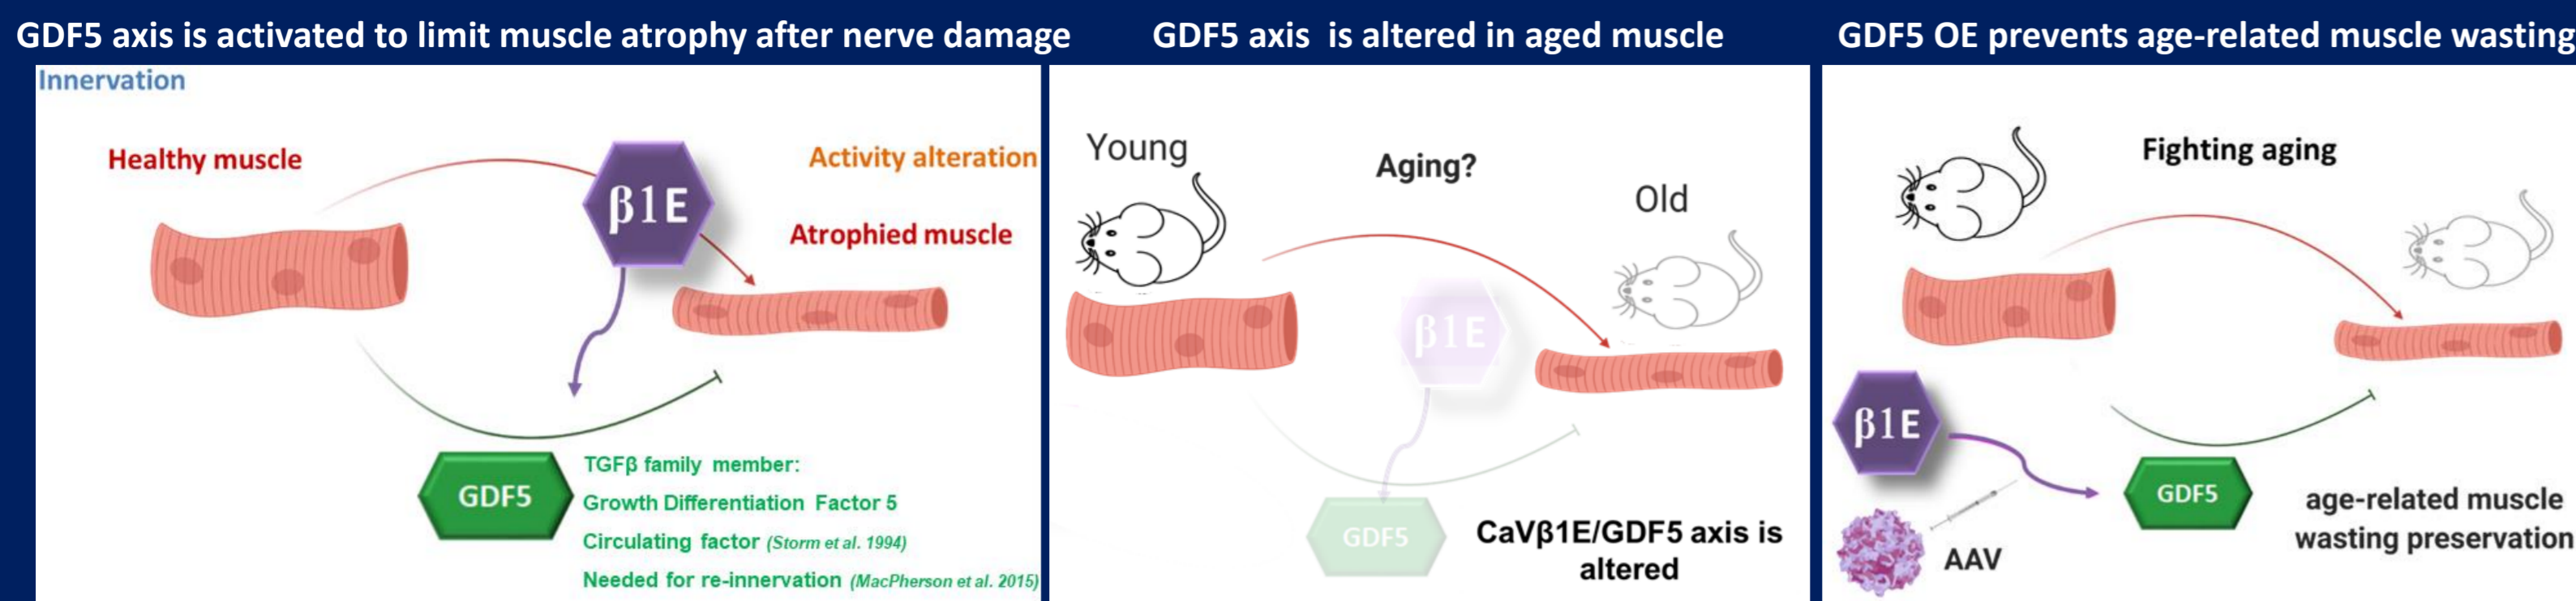 GDF5 axis is activated to limit muscle atrophy after nerve damage
Innervation
Healthy muscle
β1E
Activity alteration
Atrophied muscle
GDF5
TGFβ family member:
Growth Differentiation Factor 5
Circulating factor (Storm et al. 1994)
Needed for re-innervation (MacPherson et al. 2015)
GDF5 axis is altered in aged muscle
Young
Aging?
Old
β1E
GDF5
CaVβ1E/GDF5 axis is
altered
GDF5 OE prevents age-related muscle wasting
Fighting aging
β1E
GDF5
AAV
age-related muscle
wasting preservation